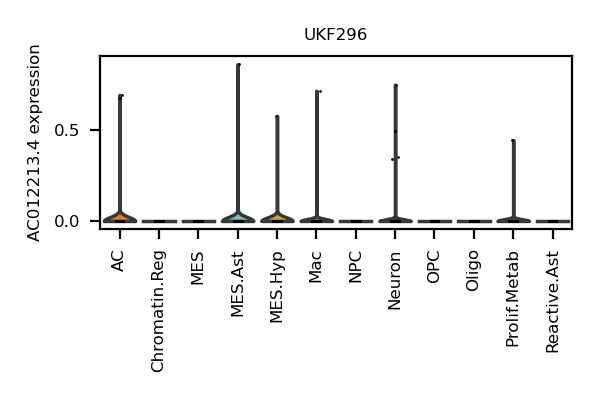 UKF296
AC012213.4 expression
0.5
0.0
AC
Chromatin.Reg
MES
MES.Ast
MES.Hyp
Mac
NPC
Neuron
OPC
Oligo
Prolif.Metab
Reactive.Ast